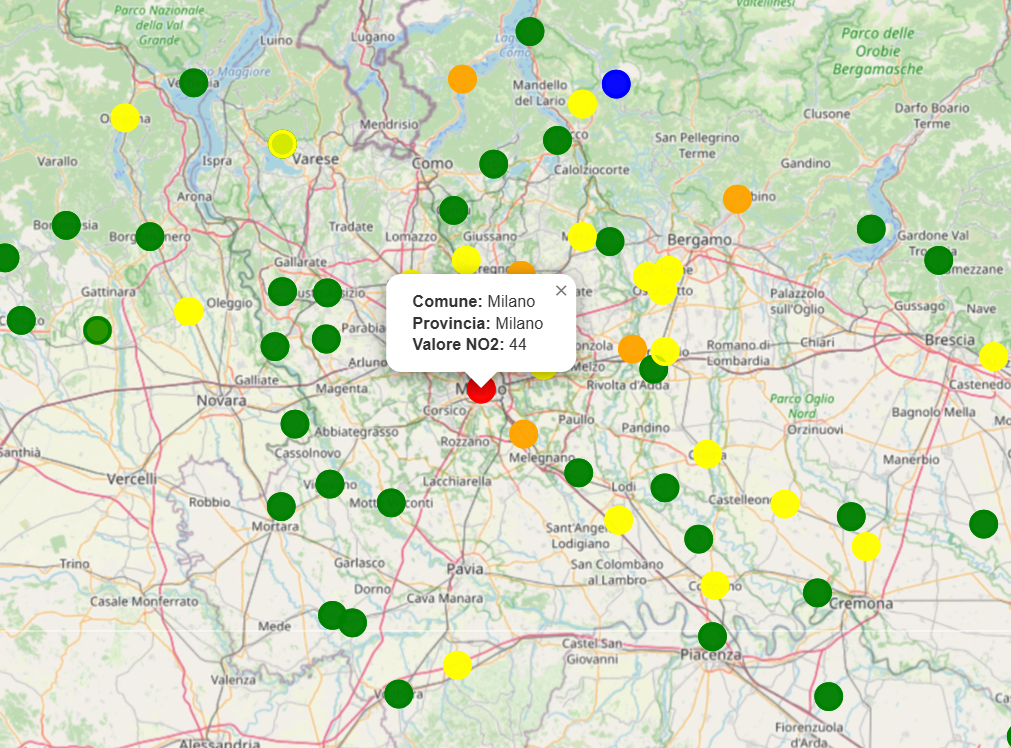 Parco Nazionale
della Val
Grande
Luino
Lugano
Valtellinesi
Parco delle
Orobie
Bergamasche
Mandello
del Lario
Clusone
Darfo Boario
Terme
Mendrisio
San Pellegrino
Terme
Varallo
Ispra
Varese
Como
Calolziocorte
Gandino
Arona
Tradate
Lomazzo
Giussano
Bergamo
Gardone Val
Gallarate
Gattinara
Oleggio
Palazzolo
sull'Oglio
Gussago
Nave
Comune: Milano
Provincia: Milano
Valore NO2: 44
×
Brescia
Romano di
Lombardia
Chiari
Arluno
Melzo
Rivolta d'Adda
Galliate
Magenta
Novara
Corsico
Paullo
Pandino
Parco Oglio
Nord
Orzinuovi
Bagnolo Mella
Abbiategrasso
Rozzano
Melegnano
Cassolnovo
Manerbio
Vercelli
Lacchiarella
Lodi
Castelleone
Robbio
Mortara
Sant'Angelo
Lodigiano
Trino
Garlasco
Pavia
San Colombano
al Lambro
Dorno
Casale Monferrato
Cava Manara
Cremona
Mede
Castel San
Giovanni
Piacenza
Valenza
Alessandria
Fiorenzuola
d'Arda